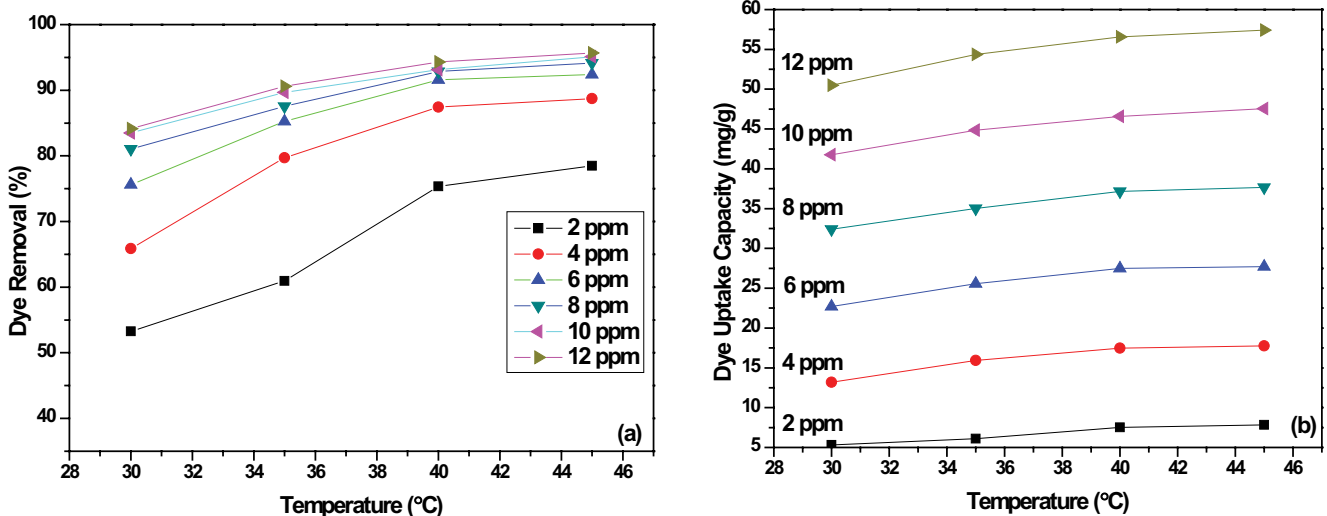 100
90
80
70
60
50
40
28 30 32 34 36 38 40 42 44 46
Dye Removal (%)
Temperature (°C)
2 ppm
4 ppm
6 ppm
8 ppm
10 ppm
12 ppm
(a)
60
55
50
45
40
35
30
25
20
15
10
5
28 30 32 34 36 38 40 42 44 46
Dye Uptake Capacity (mg/g)
Temperature (°C)
12 ppm
10 ppm
8 ppm
6 ppm
4 ppm
2 ppm
(b)